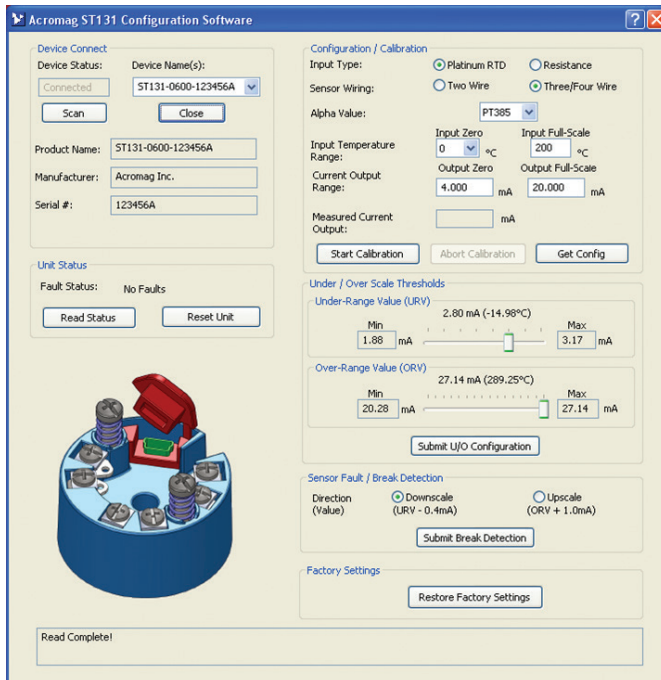 Acromag ST131 Configuration Software
Device Connect
Device Status: Device Name(s):
Connected ST131-0600-123456A
Scan Close
Product Name: ST131-0600-123456A
Manufacturer: Acromag Inc.
Serial #: 123456A
Unit Status
Fault Status: No Faults
Read Status Reset Unit
Configuration / Calibration
Input Type: Platinum RTD Resistance
Sensor Wiring: Two Wire Three/Four Wire
Alpha Value: PT385
Input Zero Input Full-Scale
Input Temperature Range: 0 °C 200 °C
Output Zero Output Full-Scale
Current Output Range: 4.000 mA 20.000 mA
Measured Current Output: mA
Start Calibration Abort Calibration Get Config
Under / Over Scale Thresholds
Under-Range Value (URV)
2.80 mA (-14.98°C)
Min Max
1.88 mA 3.17 mA
Over-Range Value (ORV)
27.14 mA (289.25°C)
Min Max
20.28 mA 27.14 mA
Submit U/O Configuration
Sensor Fault / Break Detection
Direction Downscale Upscale
(Value) (URV - 0.4mA) (ORV + 1.0mA)
Submit Break Detection
Factory Settings
Restore Factory Settings
Read Complete!